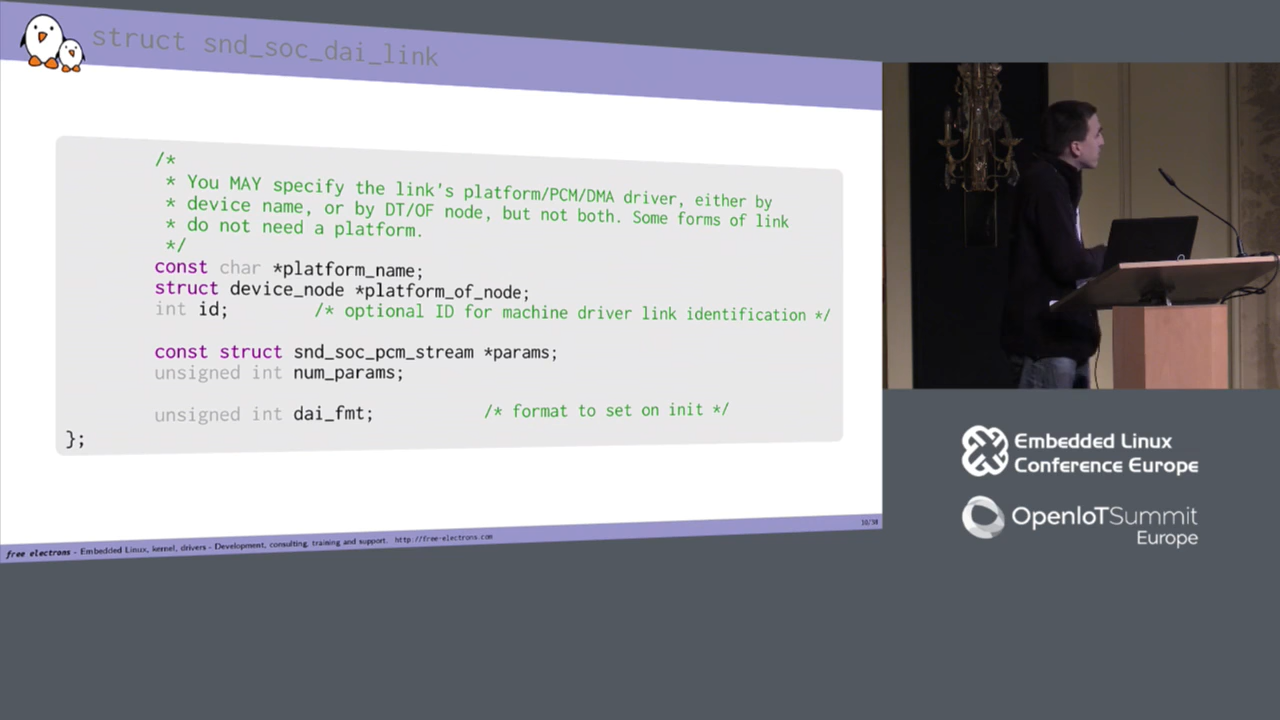 struct snd_soc_dai_link
/*
* You MAY specify the link's platform/PCM/DMA driver, either by
* device name, or by DT/OF node, but not both. Some forms of link
* do not need a platform.
*/
const char *platform_name;
struct device_node *platform_of_node;
int id; /* optional ID for machine driver link identification */
const struct snd_soc_pcm_stream *params;
unsigned int num_params;
unsigned int dai_fmt; /* format to set on init */
};
10/38
free electrons - Embedded Linux, kernel, drivers - Development, consulting, training and support. http://free-electrons.com
Embedded Linux
Conference Europe
OpenIoTSummit
Europe